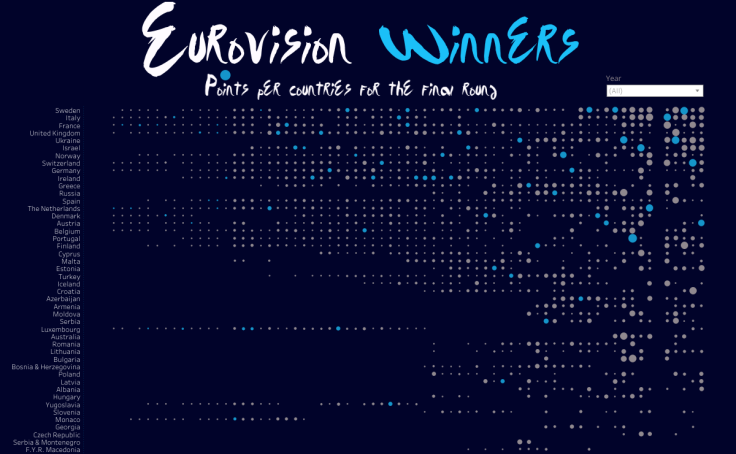 Eurovision Winners
Points per countries for the final round
Year
(All)
Sweden
Italy
France
United Kingdom
Ukraine
Israel
Norway
Switzerland
Germany
Ireland
Greece
Russia
Spain
The Netherlands
Denmark
Austria
Belgium
Portugal
Finland
Cyprus
Malta
Estonia
Turkey
Iceland
Croatia
Azerbaijan
Armenia
Moldova
Serbia
Luxembourg
Australia
Romania
Lithuania
Bulgaria
Bosnia & Herzegovina
Poland
Latvia
Albania
Hungary
Yugoslavia
Slovenia
Monaco
Georgia
Czech Republic
Serbia & Montenegro
F.Y.R. Macedonia